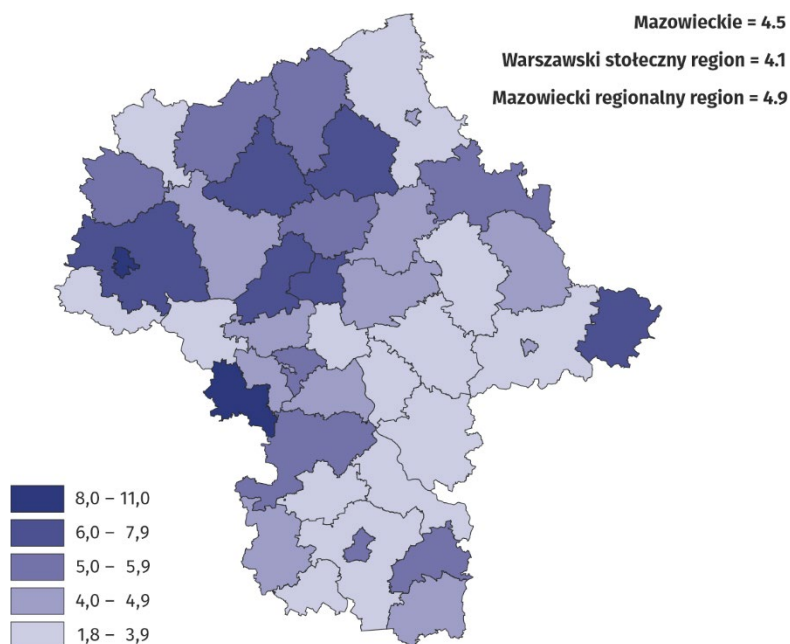 Mazowieckie = 4.5
Warszawski stołeczny region = 4.1
Mazowiecki regionalny region = 4.9
8,0 – 11,0
6,0 – 7,9
5,0 – 5,9
4,0 – 4,9
1,8 – 3,9